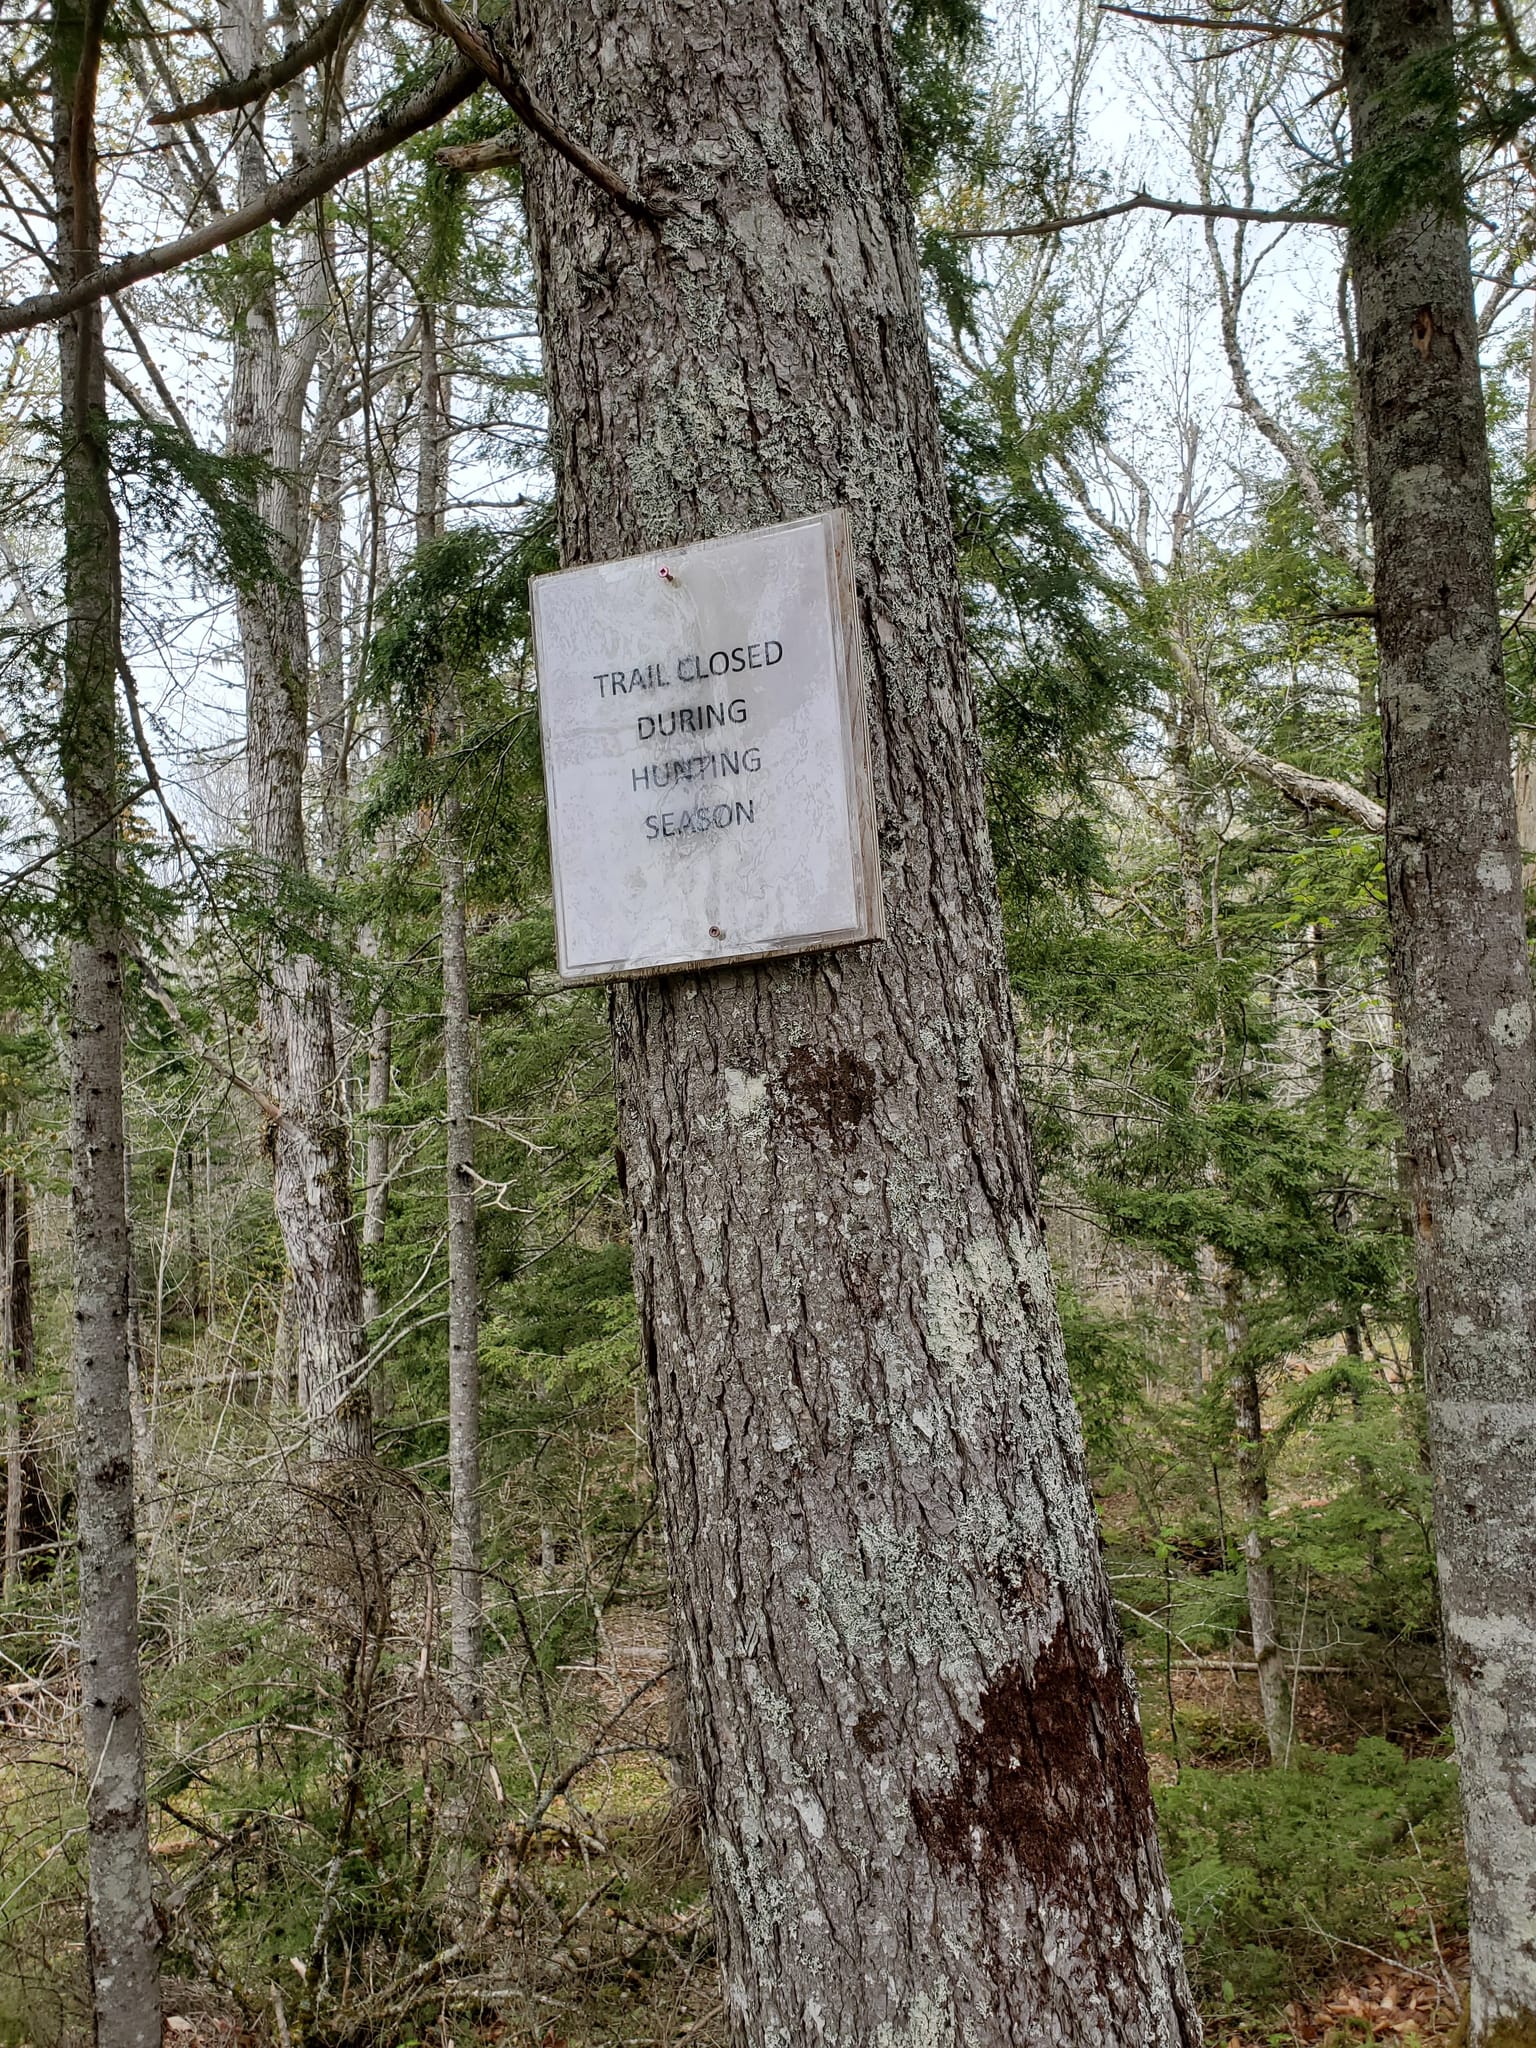 TRAIL CLOSED
DURING
HUNTING
SEASON